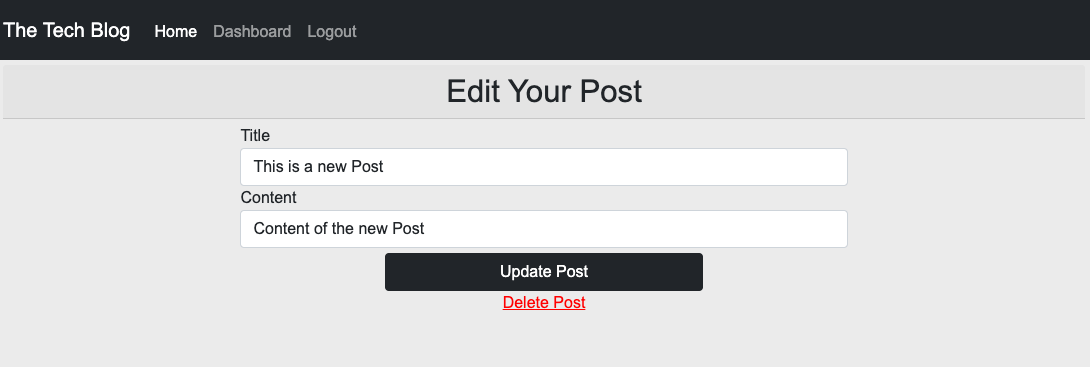 The Tech Blog Home Dashboard Logout
Edit Your Post
Title
This is a new Post
Content
Content of the new Post
Update Post
Delete Post